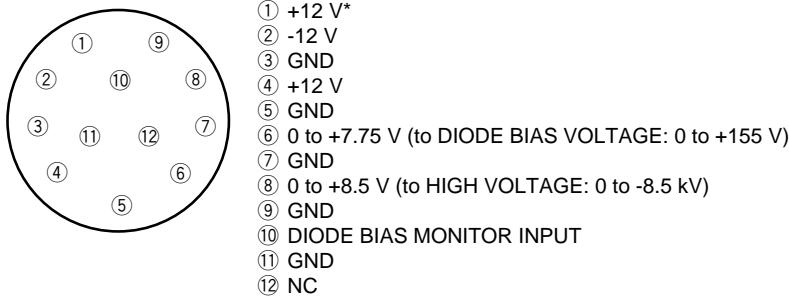 ① ⑨
② ⑩ ⑧
③ ⑪ ⑫ ⑦
④ ⑥
⑤
① +12 V*
② -12 V
③ GND
④ +12 V
⑤ GND
⑥ 0 to +7.75 V (to DIODE BIAS VOLTAGE: 0 to +155 V)
⑦ GND
⑧ 0 to +8.5 V (to HIGH VOLTAGE: 0 to -8.5 kV)
⑨ GND
⑩ DIODE BIAS MONITOR INPUT
⑪ GND
⑫ NC